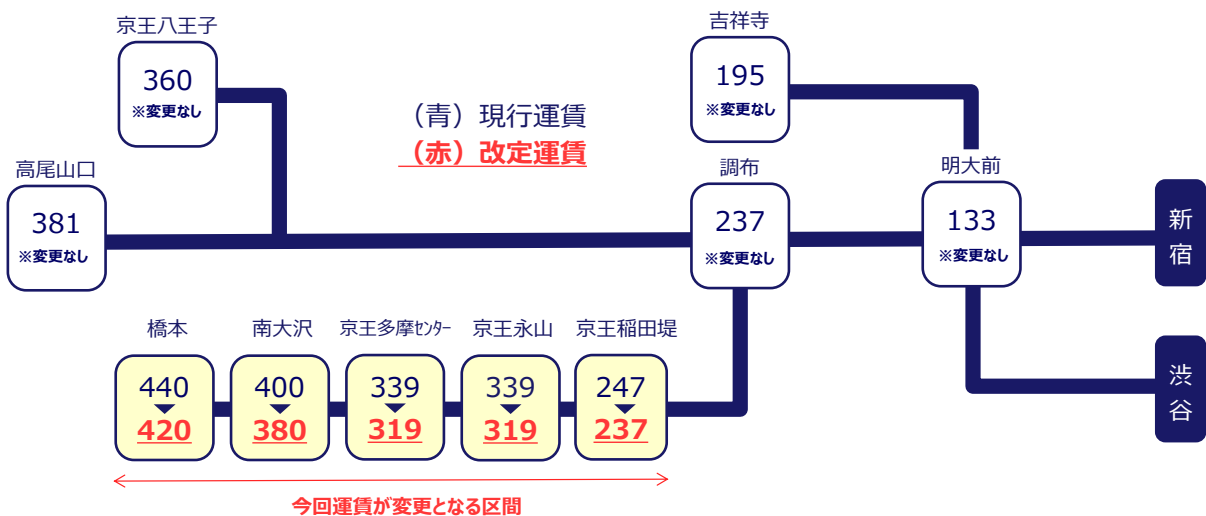 京王八王子
360
※変更なし
吉祥寺
195
※変更なし
（青）現行運賃
（赤）改定運賃
高尾山口
381
※変更なし
調布
237
※変更なし
明大前
133
※変更なし
新宿
橋本
440
420
南大沢
400
380
京王多摩ｾﾝﾀｰ
339
319
京王永山
339
319
京王稲田堤
247
237
渋谷
今回運賃が変更となる区間